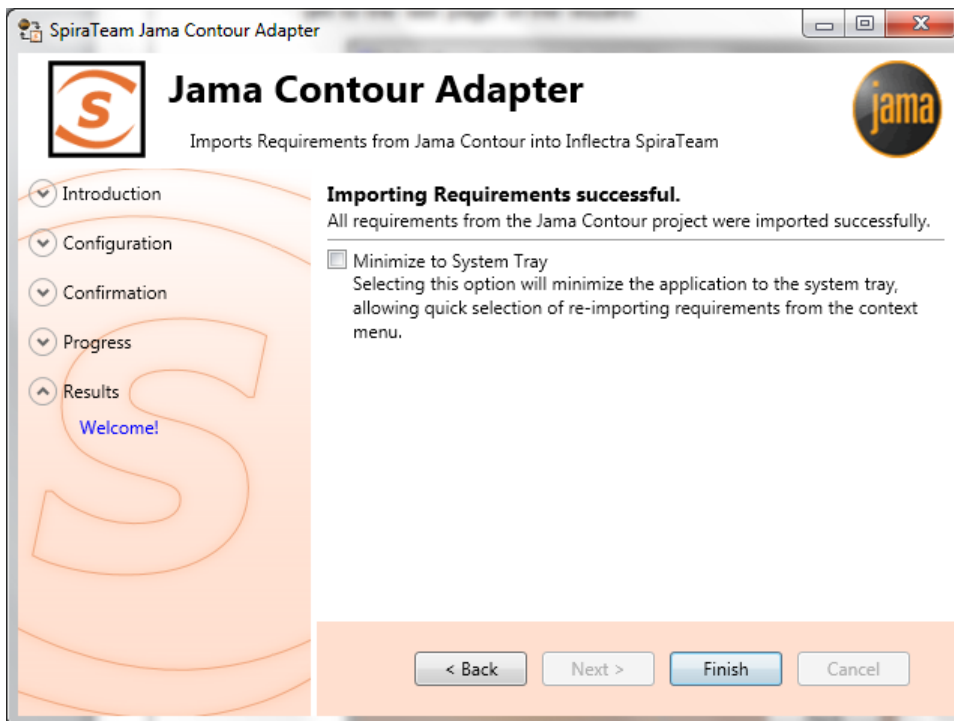 SpiraTeam Jama Contour Adapter
S
Jama Contour Adapter
jama
Imports Requirements from Jama Contour into Inflectra SpiraTeam
Introduction
Configuration
Confirmation
Progress
Results
Welcome!
Importing Requirements successful.
All requirements from the Jama Contour project were imported successfully.
Minimize to System Tray
Selecting this option will minimize the application to the system tray,
allowing quick selection of re-importing requirements from the context
menu.
S
< Back
Next >
Finish
Cancel